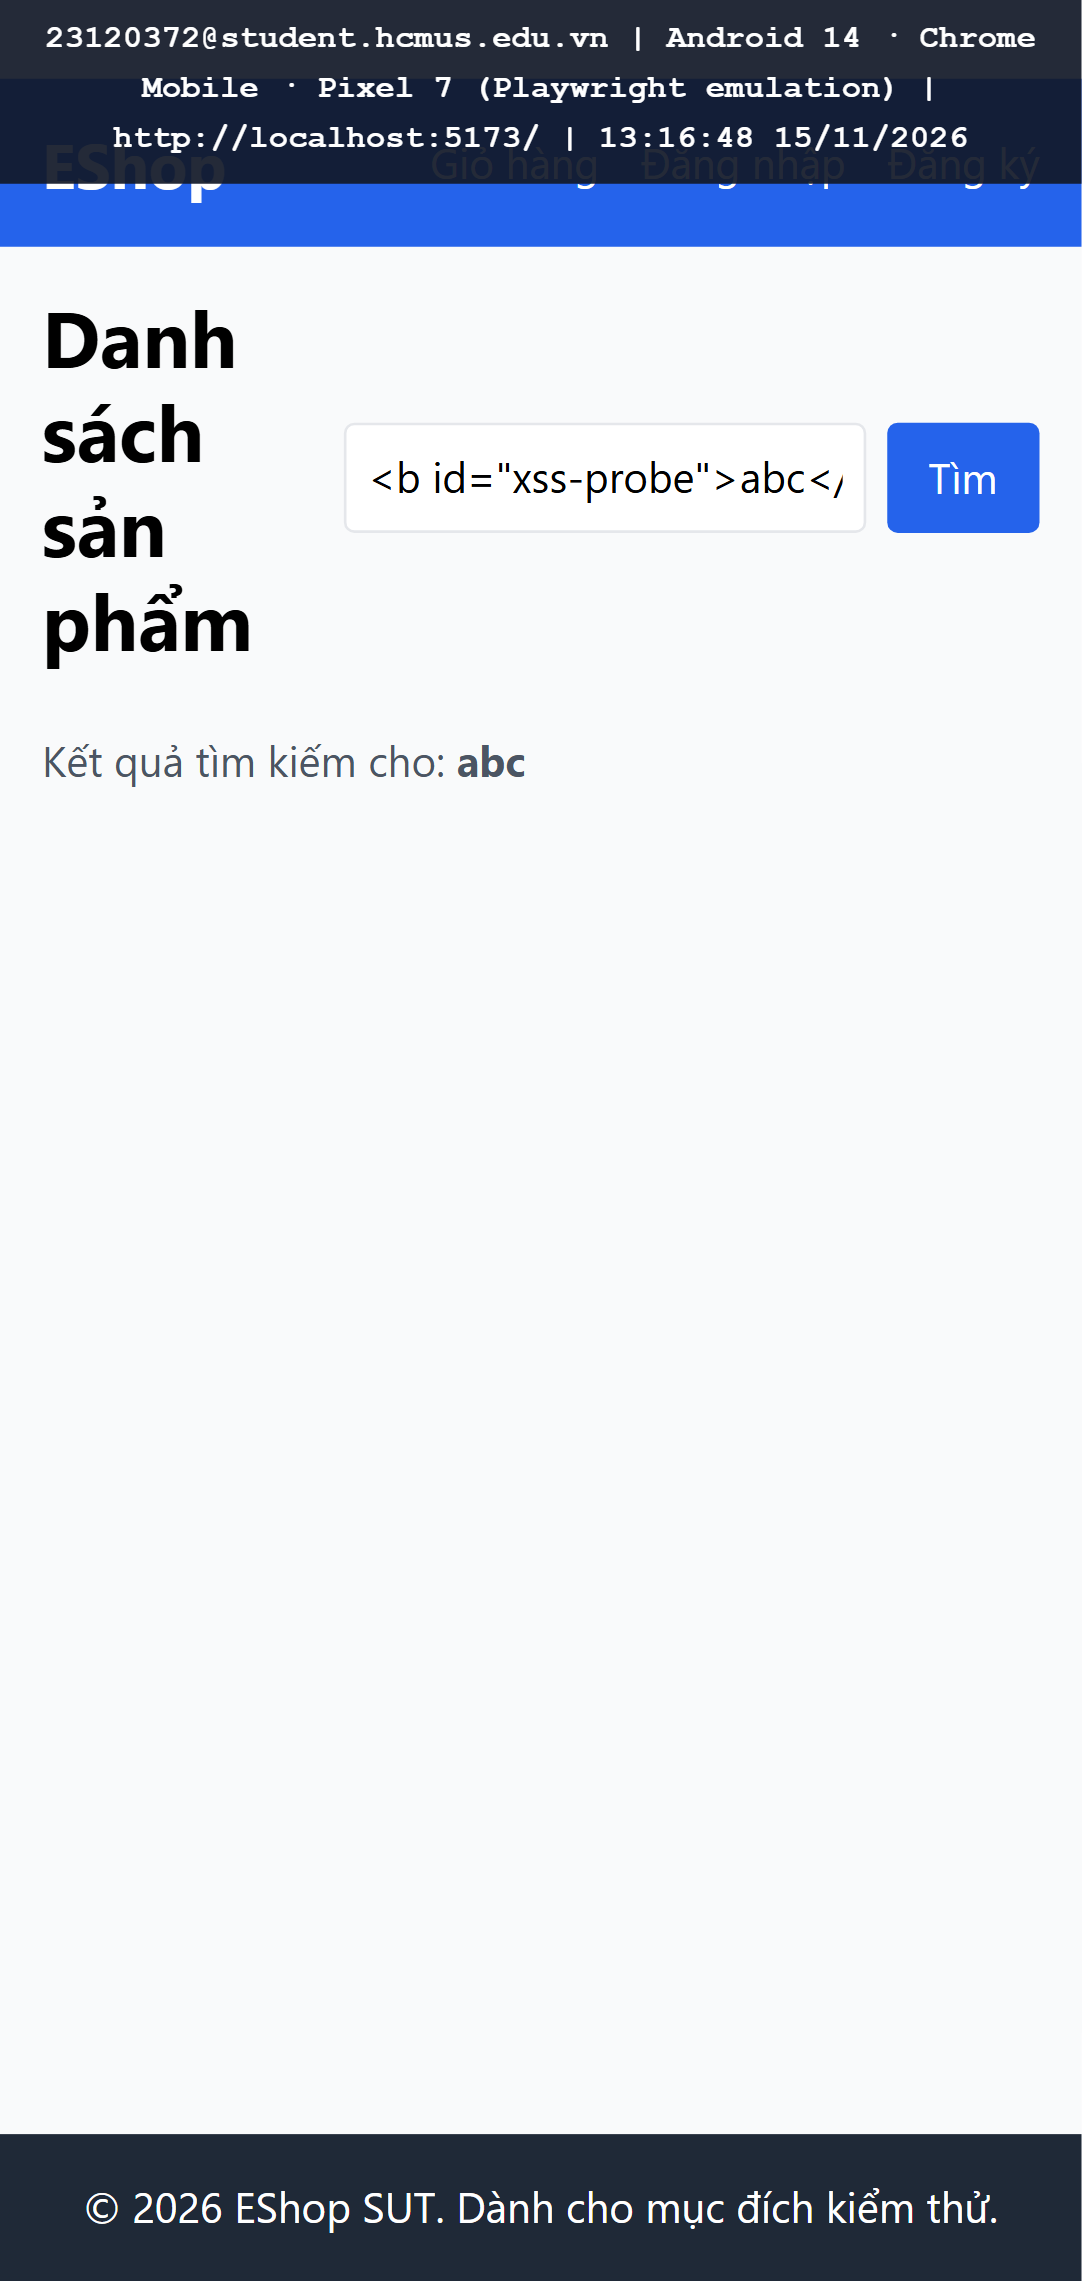 23120372@student.hcmus.edu.vn | Android 14 · Chrome
Mobile · Pixel 7 (Playwright emulation) |
http://localhost:5173/ | 13:16:48 15/11/2026
EShop Giỏ hàng Đăng nhập Đăng ký
Danh
sách
sản
phẩm
<b id="xss-probe">abc</
Tìm
Kết quả tìm kiếm cho: abc
© 2026 EShop SUT. Dành cho mục đích kiểm thử.